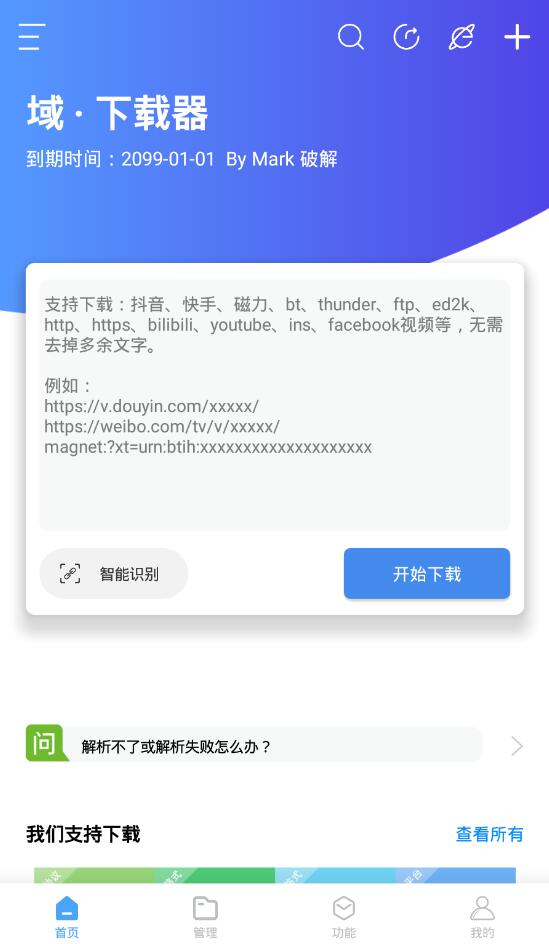 域 · 下载器
到期时间：2099-01-01 By Mark 破解
支持下载：抖音、快手、磁力、bt、thunder、ftp、ed2k、
http、https、bilibili、youtube、ins、facebook视频等，无需
去掉多余文字。
例如：
https://v.douyin.com/xxxxx/
https://weibo.com/tv/v/xxxxx/
magnet:?xt=urn:btih:xxxxxxxxxxxxxxxxxxxx
智能识别
开始下载
问
解析不了或解析失败怎么办？
我们支持下载
查看所有
首页
管理
功能
我的